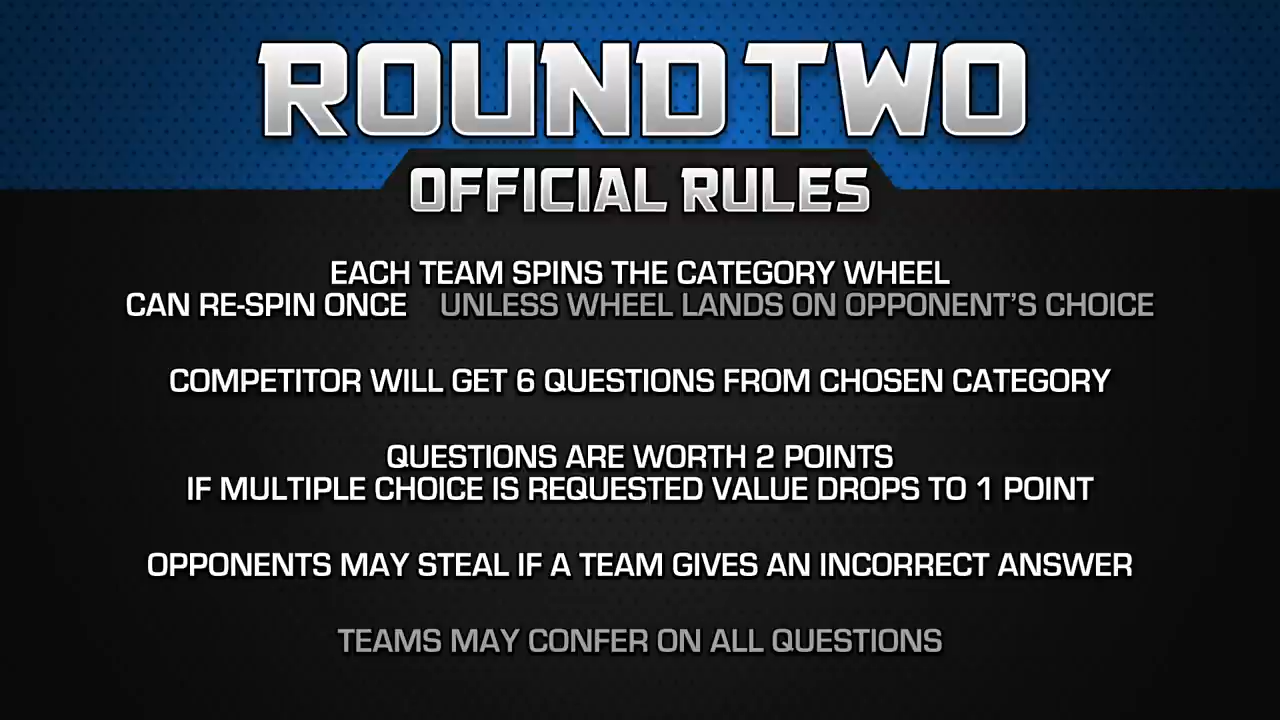 ROUND TWO
OFFICIAL RULES
EACH TEAM SPINS THE CATEGORY WHEEL
CAN RE-SPIN ONCE UNLESS WHEEL LANDS ON OPPONENT'S CHOICE
COMPETITOR WILL GET 6 QUESTIONS FROM CHOSEN CATEGORY
QUESTIONS ARE WORTH 2 POINTS
IF MULTIPLE CHOICE IS REQUESTED VALUE DROPS TO 1 POINT
OPPONENTS MAY STEAL IF A TEAM GIVES AN INCORRECT ANSWER
TEAMS MAY CONFER ON ALL QUESTIONS